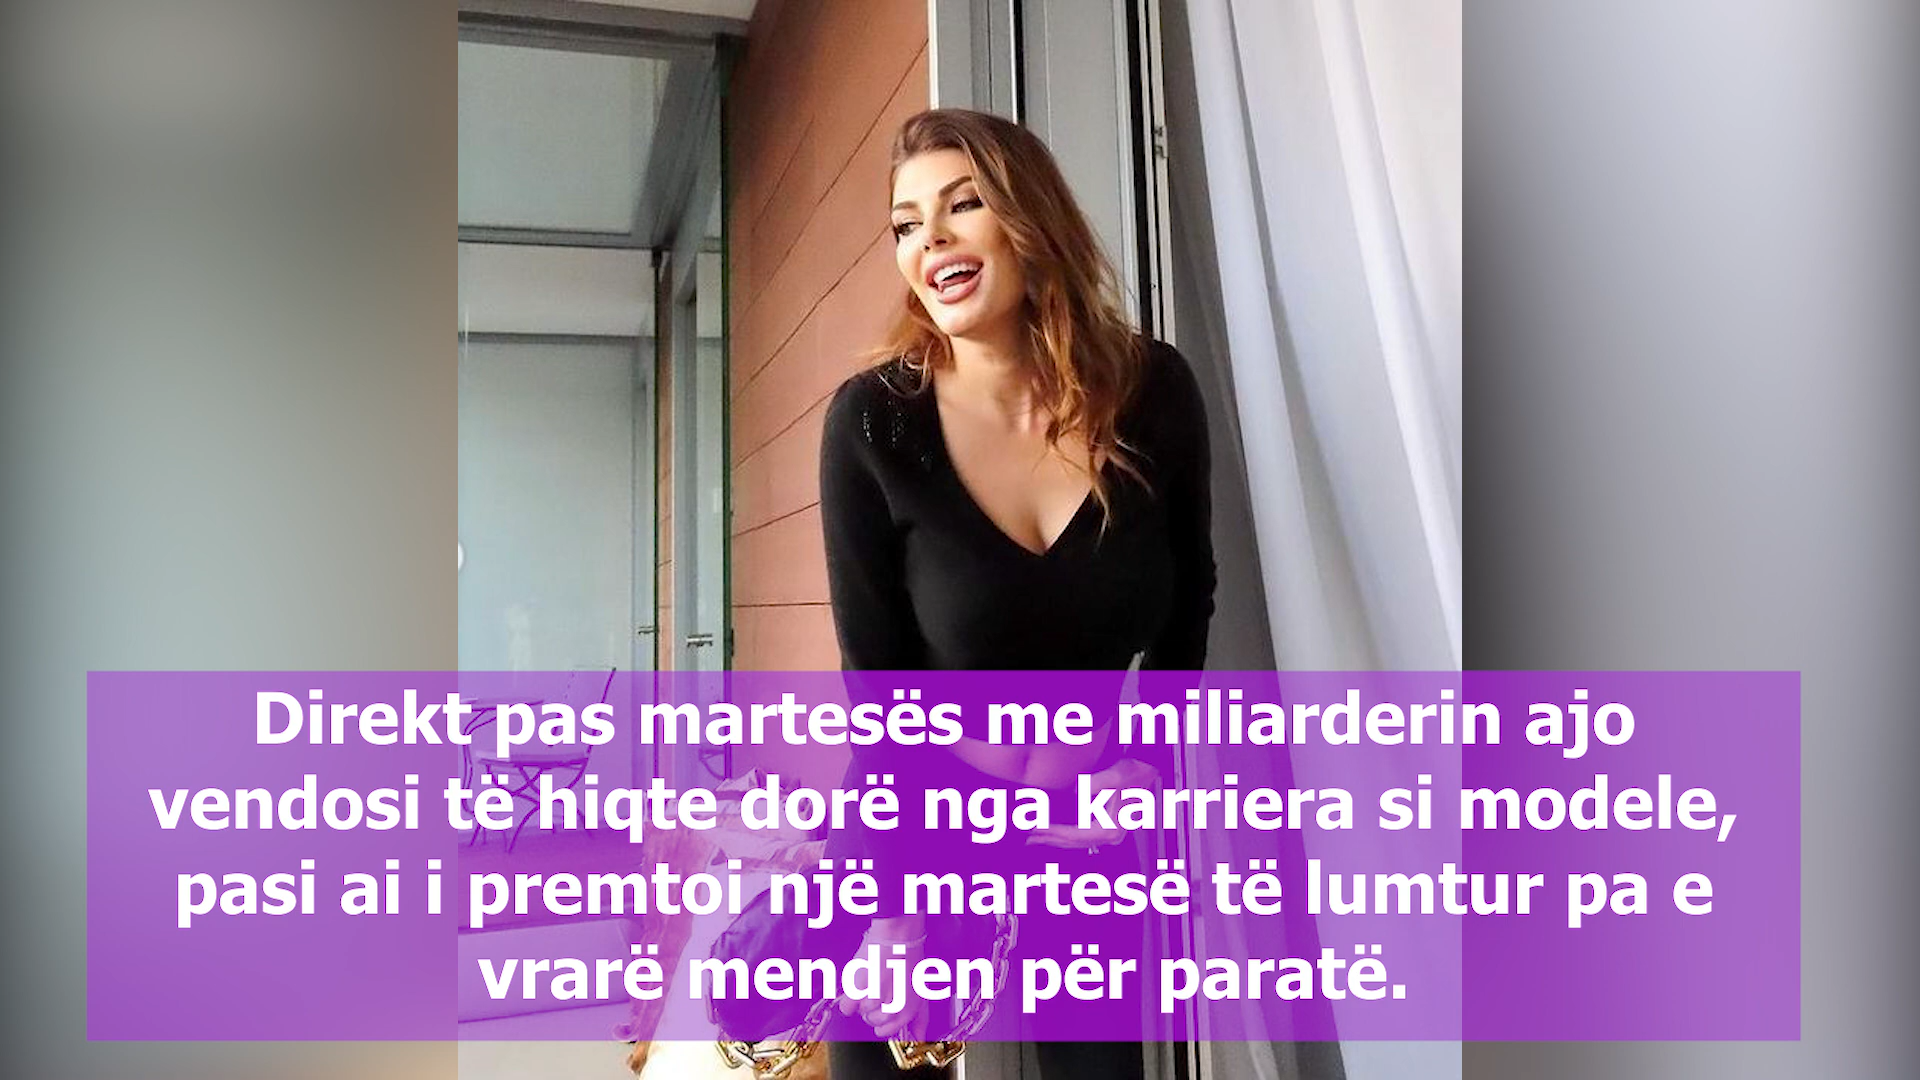 Direkt pas martesës me miliarderin ajo
vendosi të hiqte dorë nga karriera si modele,
pasi ai i premtoi një martesë të lumtur pa e
vrarë mendjen për paratë.